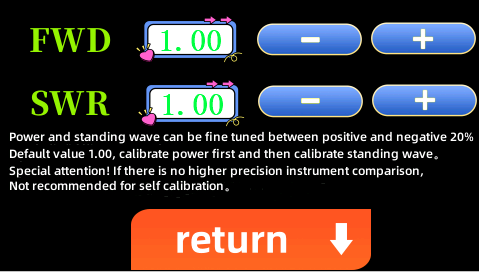 FWD 1.00 − +
SWR 1.00 − +
Power and standing wave can be fine tuned between positive and negative 20%
Default value 1.00, calibrate power first and then calibrate standing wave。
Special attention! If there is no higher precision instrument comparison,
Not recommended for self calibration。
return